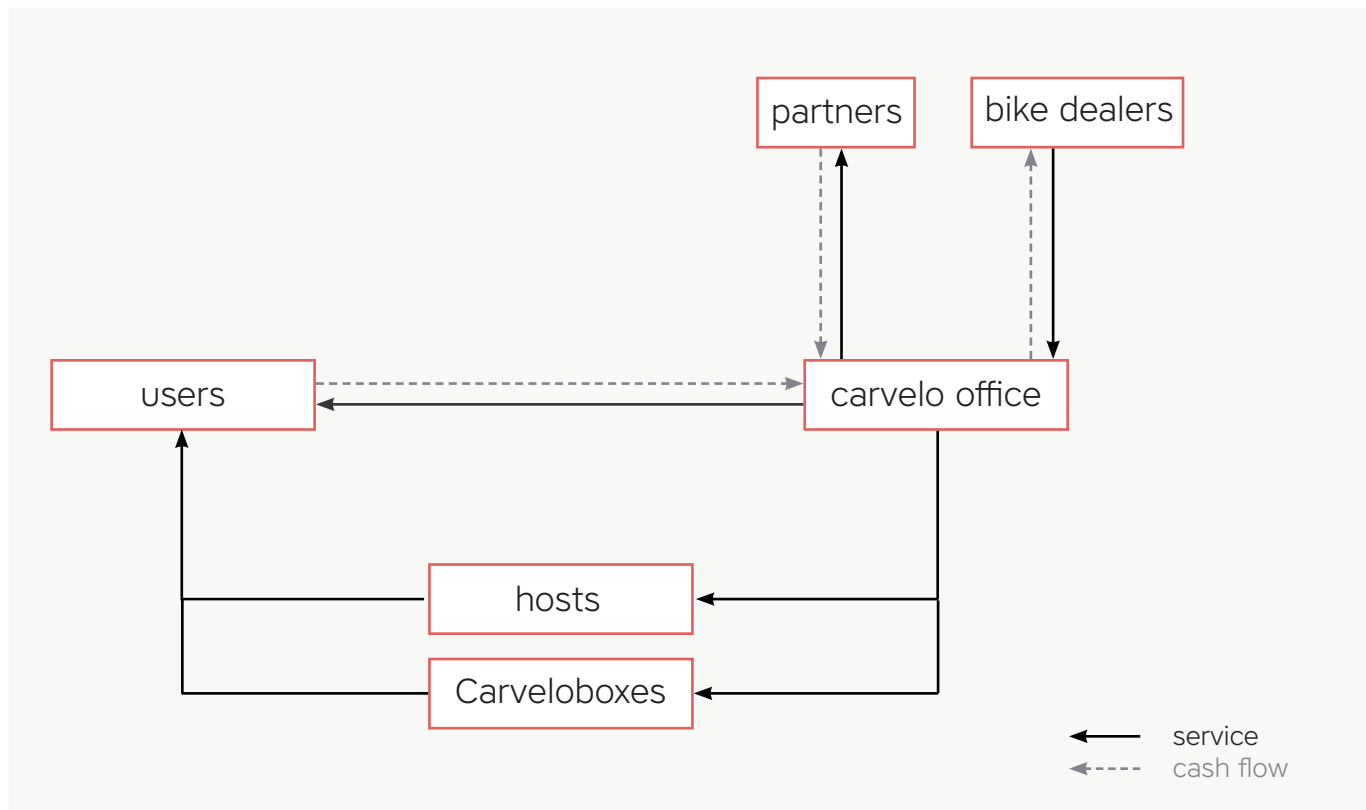 partners
bike dealers
users
carvelo office
hosts
Carveloboxes
service
cash flow